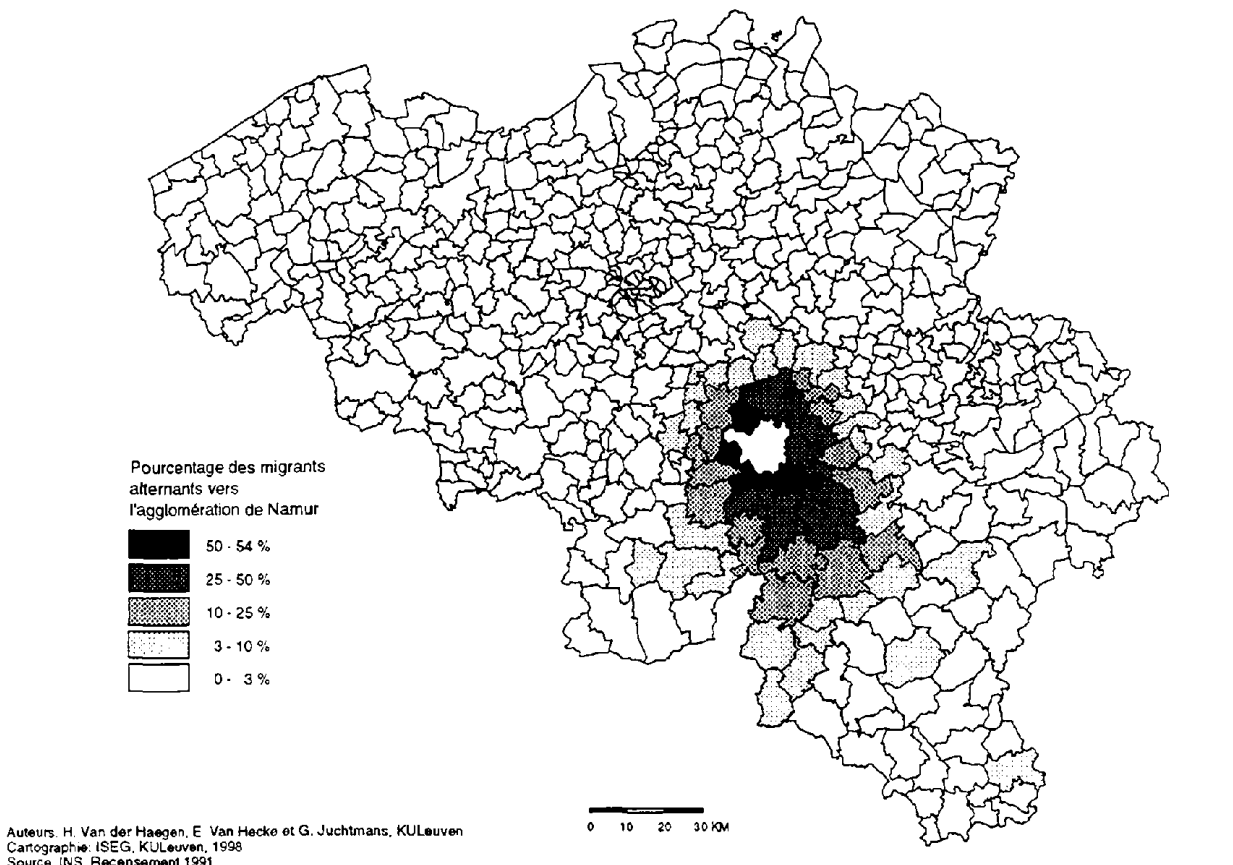 Pourcentage des migrants
alternants vers
l'agglomération de Namur
50 - 54 %
25 - 50 %
10 - 25 %
3 - 10 %
0 - 3 %
0 10 20 30 KM
Auteurs. H. Van der Haegen, E. Van Hecke et G. Juchtmans, KULeuven
Cartographie: ISEG, KULeuven, 1998
Source. INS, Recensement 1991